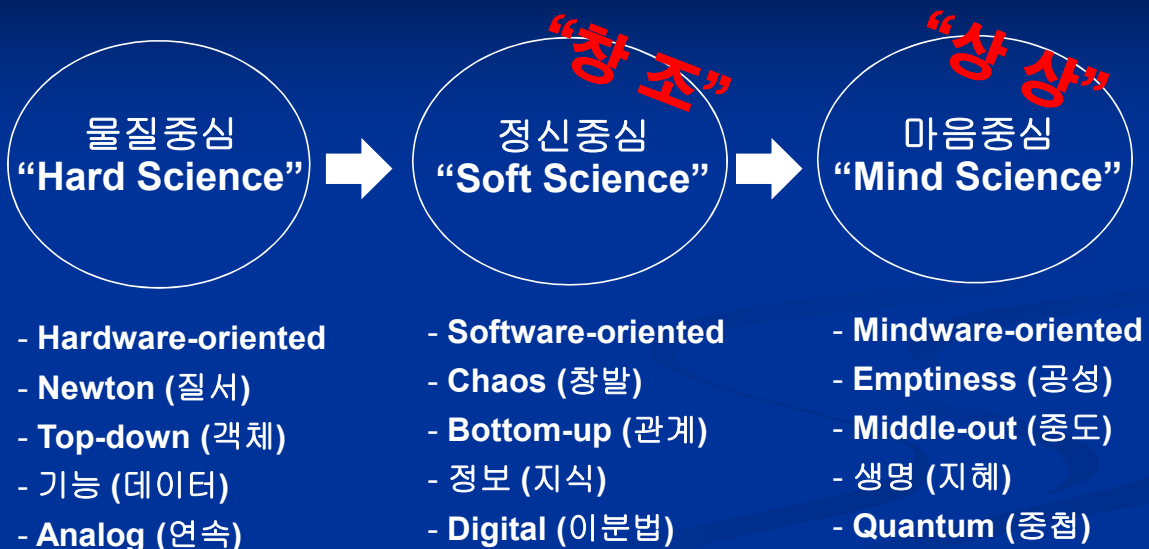 “창 조”
“상 상”
물질중심
“Hard Science”
정신중심
“Soft Science”
마음중심
“Mind Science”
- Hardware-oriented
- Newton (질서)
- Top-down (객체)
- 기능 (데이터)
- Analog (연속)
- Software-oriented
- Chaos (창발)
- Bottom-up (관계)
- 정보 (지식)
- Digital (이분법)
- Mindware-oriented
- Emptiness (공성)
- Middle-out (중도)
- 생명 (지혜)
- Quantum (중첩)